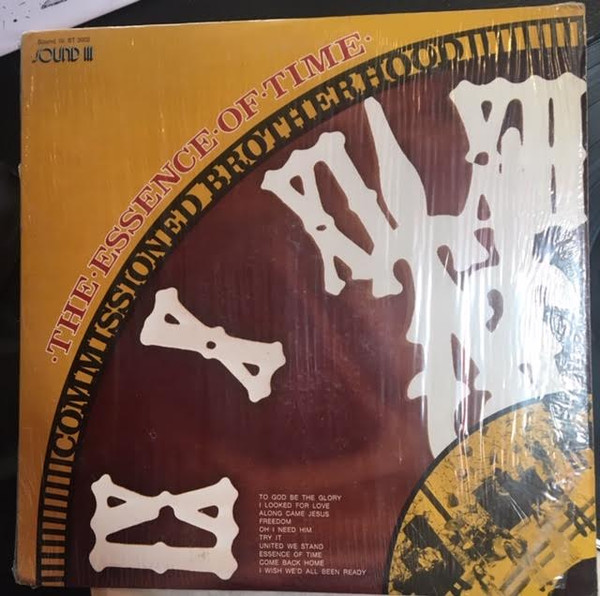 SOUND III
·THE·ESSENCE·OF·TIME·
COMMISSIONED BROTHERHOOD
TO GOD BE THE GLORY
I LOOKED FOR LOVE
ALONG CAME JESUS
FREEDOM
OH I NEED HIM
TRY IT
UNITED WE STAND
ESSENCE OF TIME
COME BACK HOME
I WISH WE'D ALL BEEN READY